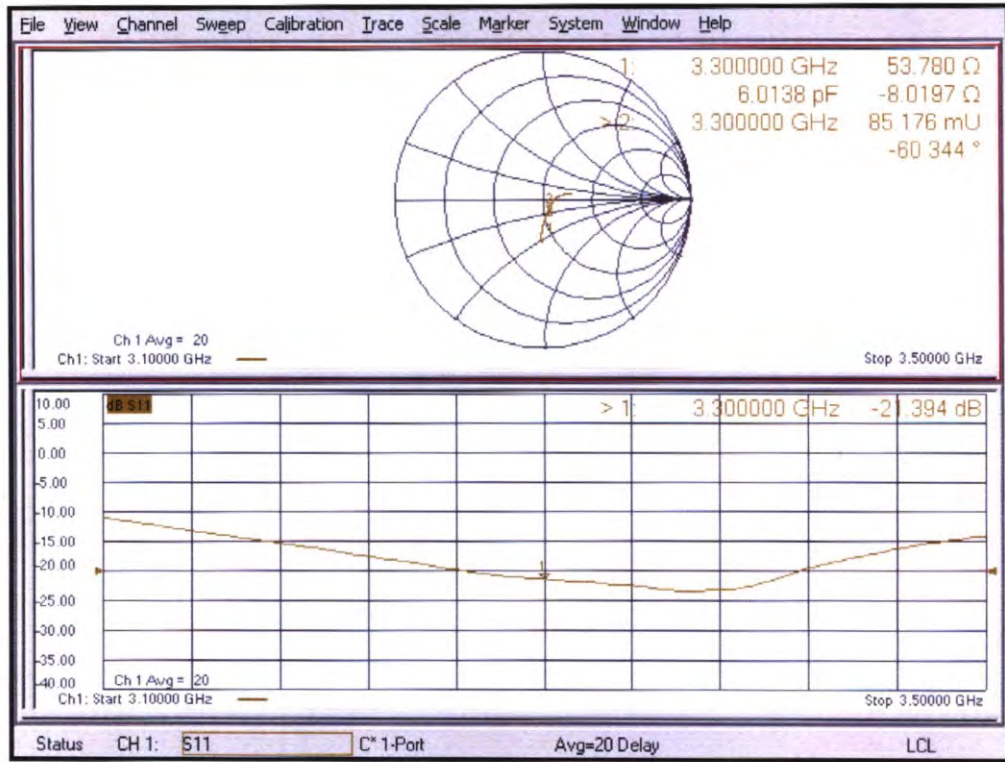 File View Channel Sweep Calibration Trace Scale Marker System Window Help
1: 3.300000 GHz 53.780 Ω
6.0138 pF -8.0197 Ω
> 2: 3.300000 GHz 85.176 mU
-60.344 °
Ch 1 Avg = 20
Ch1: Start 3.10000 GHz
Stop 3.50000 GHz
10.00
dB S11
> 1: 3.300000 GHz -21.394 dB
5.00
0.00
-5.00
-10.00
-15.00
-20.00
1
-25.00
-30.00
-35.00
-40.00
Ch 1 Avg = 20
Ch1: Start 3.10000 GHz
Stop 3.50000 GHz
Status CH 1: S11 C* 1-Port Avg=20 Delay LCL